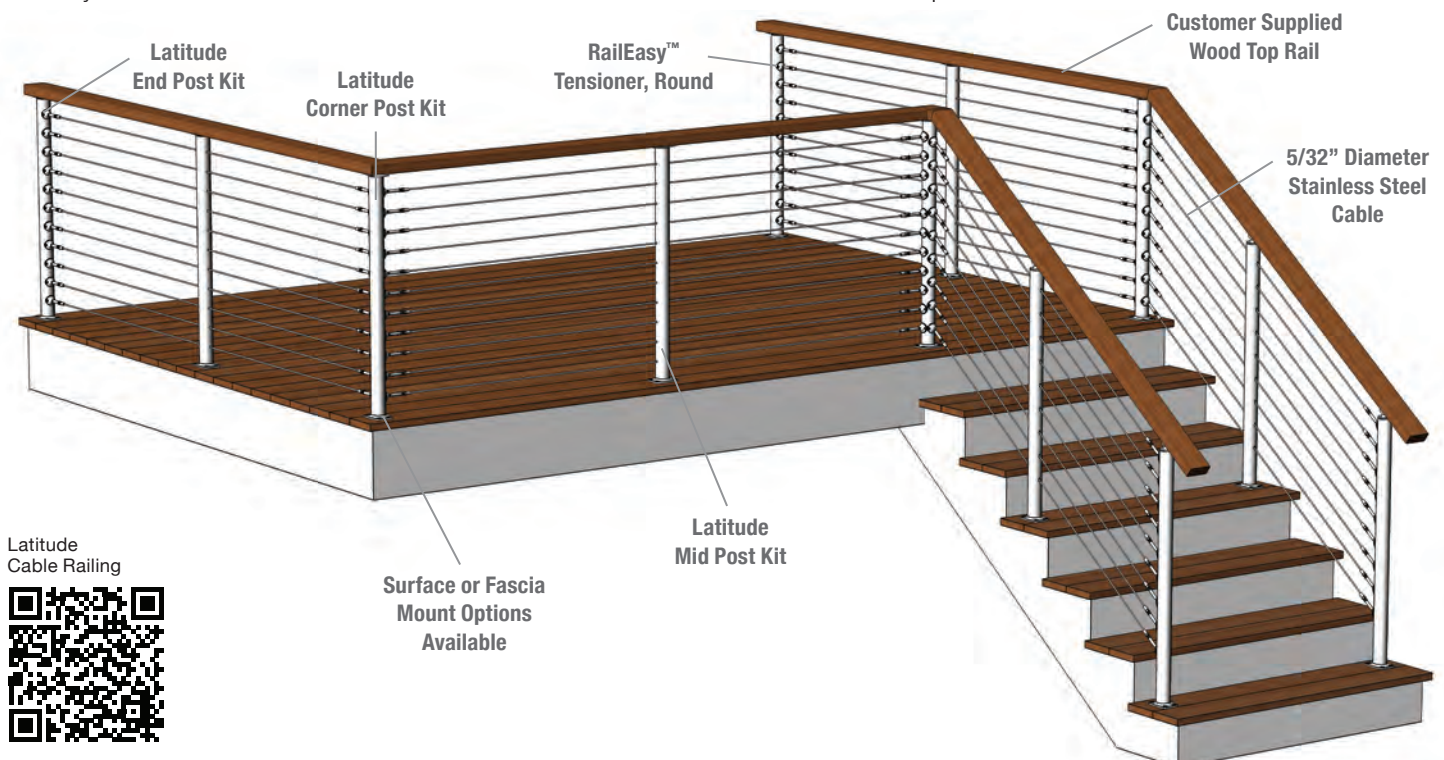 Customer Supplied
Wood Top Rail
Latitude
End Post Kit
RailEasy™
Tensioner, Round
Latitude
Corner Post Kit
5/32” Diameter
Stainless Steel
Cable
Latitude
Mid Post Kit
Latitude
Cable Railing
Surface or Fascia
Mount Options
Available